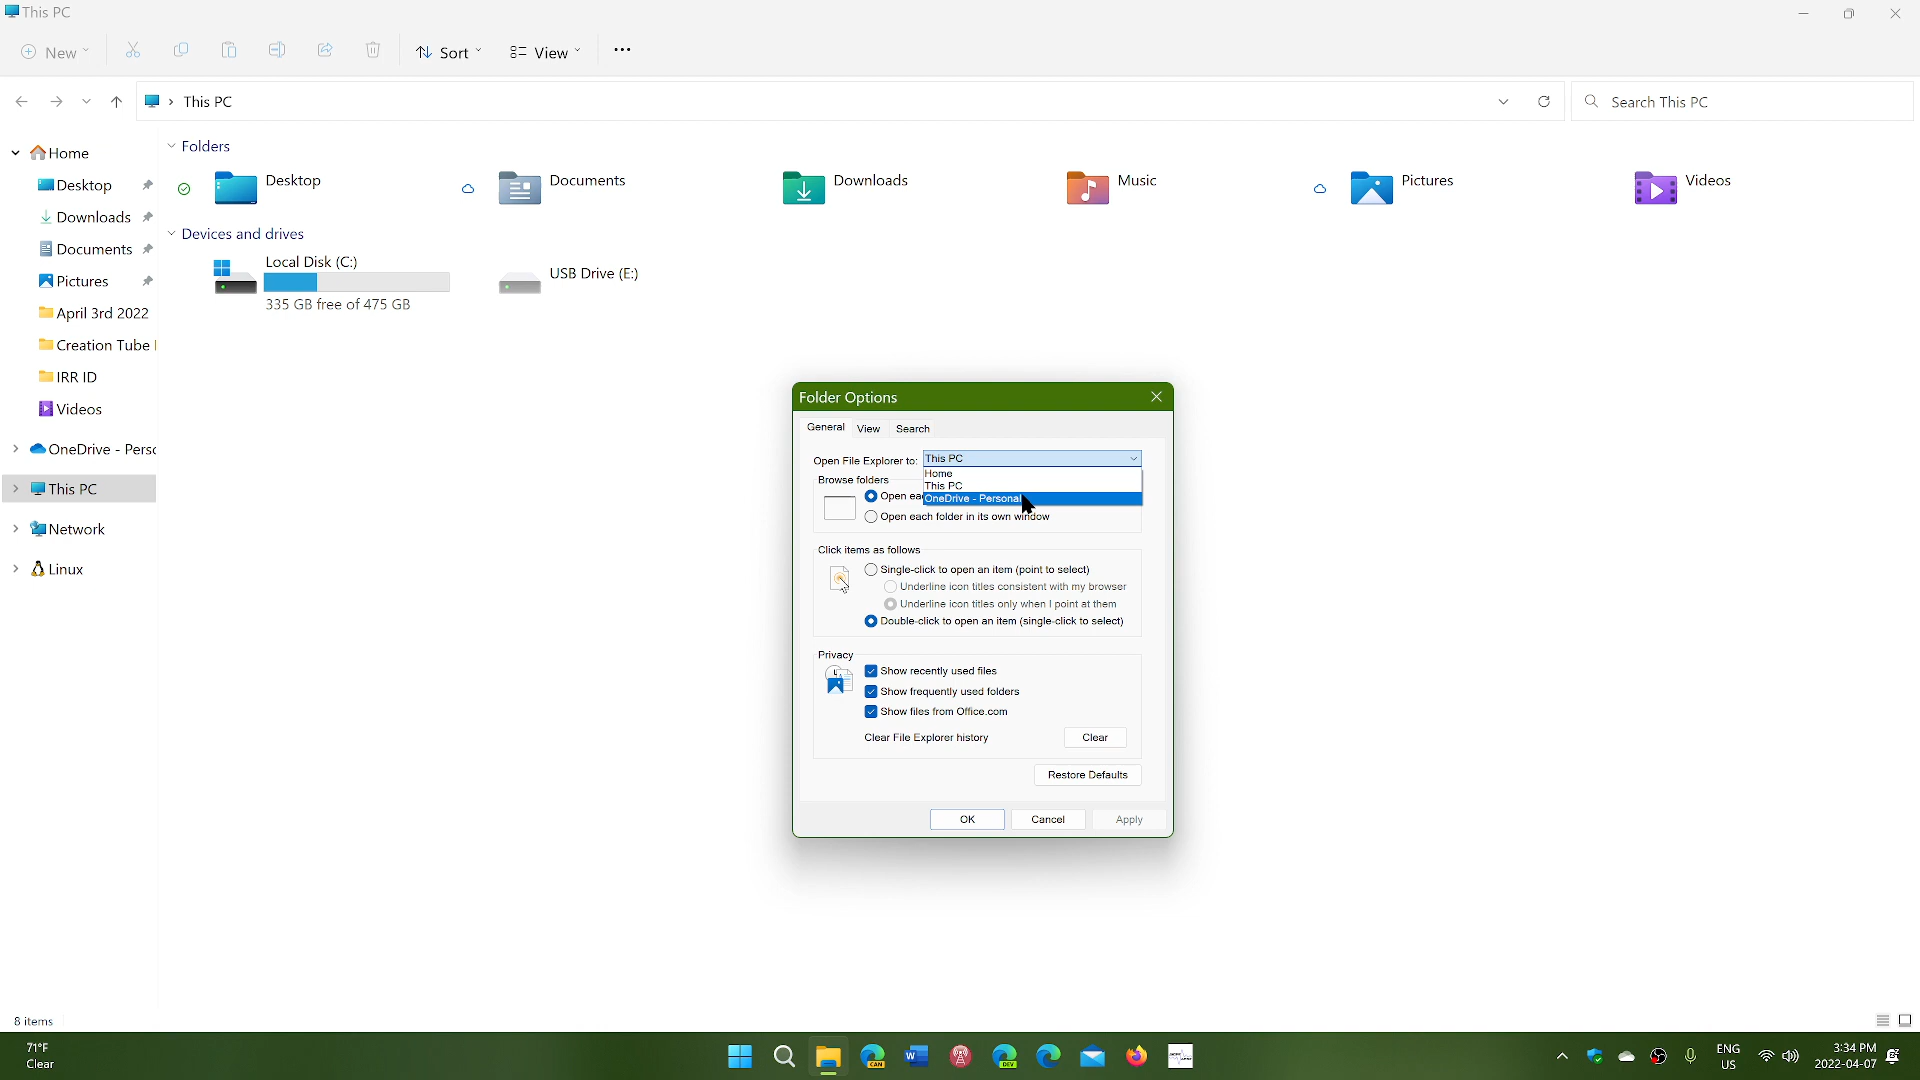 This PC
New
Sort
View
This PC
Search This PC
Home
Desktop
Downloads
Documents
Pictures
April 3rd 2022
Creation Tube
IRR ID
Videos
OneDrive - Perso
This PC
Network
Linux
Folders
Desktop
Documents
Downloads
Music
Pictures
Videos
Devices and drives
Local Disk (C:)
335 GB free of 475 GB
USB Drive (E:)
Folder Options
General
View
Search
Open File Explorer to:
This PC
Home
This PC
OneDrive - Personal
Browse folders
Open eac
Open each folder in its own window
Click items as follows
Single-click to open an item (point to select)
Underline icon titles consistent with my browser
Underline icon titles only when I point at them
Double-click to open an item (single-click to select)
Privacy
Show recently used files
Show frequently used folders
Show files from Office.com
Clear File Explorer history
Clear
Restore Defaults
OK
Cancel
Apply
8 items
71°F
Clear
CAN
DEV
ENG
US
3:34 PM
2022-04-07